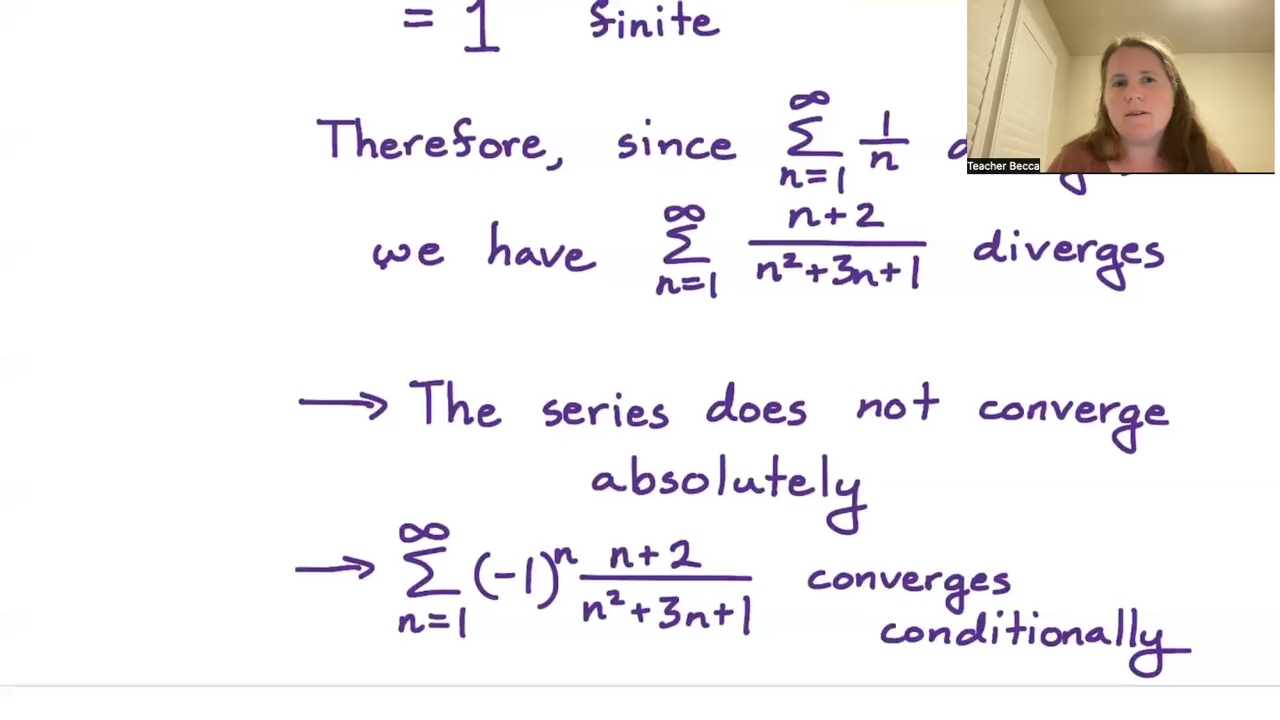 = 1 finite
Therefore, since ∞ Σ n=1 1/n
Teacher Becca
we have ∞ Σ n=1 (n+2)/(n²+3n+1) diverges
→ The series does not converge
absolutely
→ ∞ Σ n=1 (-1)ⁿ (n+2)/(n²+3n+1) converges
conditionally